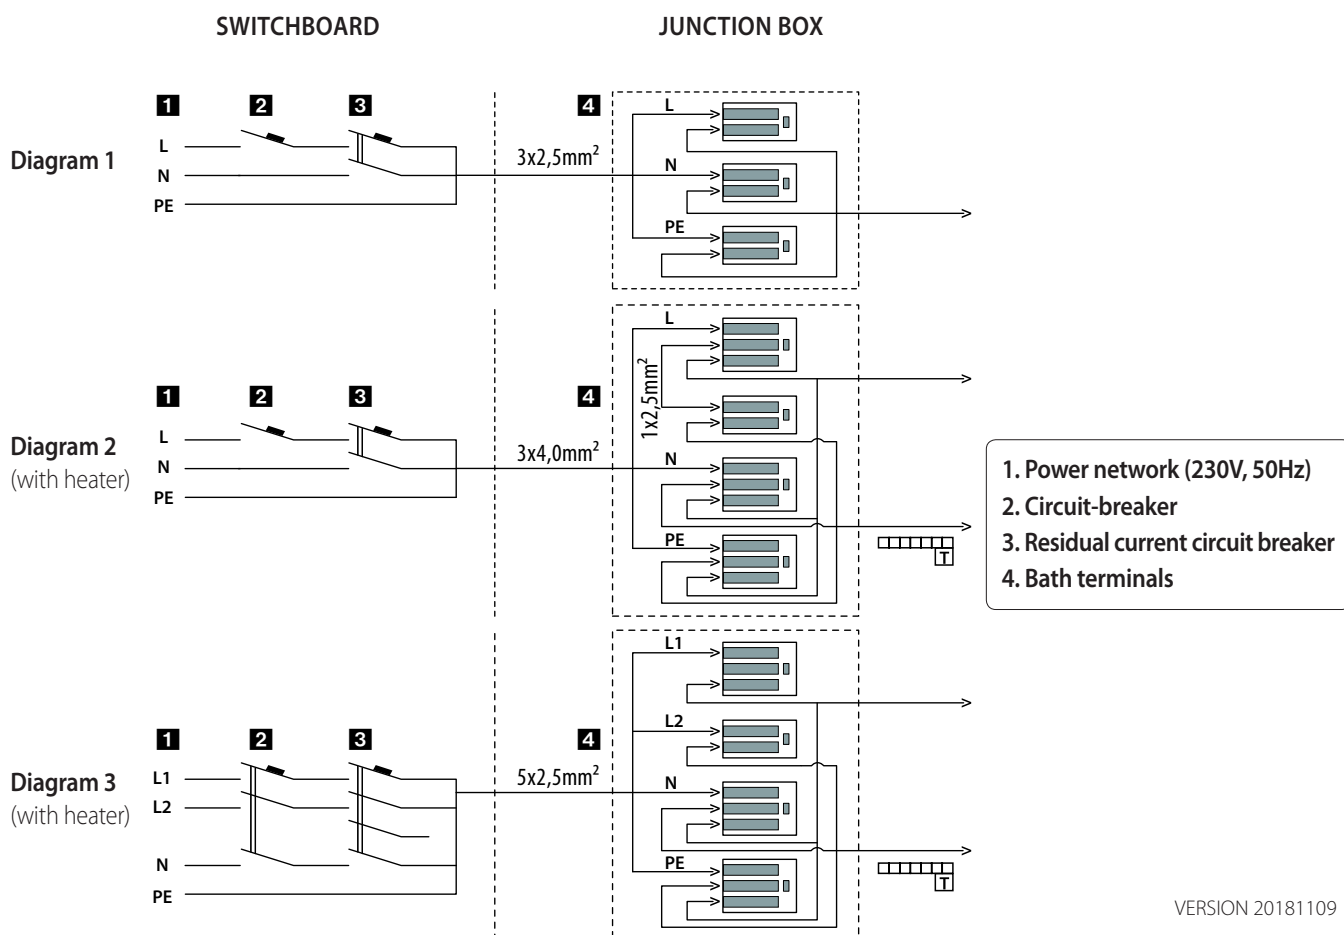 SWITCHBOARD
JUNCTION BOX
Diagram 1
1
2
3
4
L
N
PE
3x2,5mm²
L
N
PE
Diagram 2
(with heater)
1
2
3
4
L
N
PE
3x4,0mm²
L
1x2,5mm²
N
PE
T
1. Power network (230V, 50Hz)
2. Circuit-breaker
3. Residual current circuit breaker
4. Bath terminals
Diagram 3
(with heater)
1
2
3
4
L1
L2
N
PE
5x2,5mm²
L1
L2
N
PE
T
VERSION 20181109